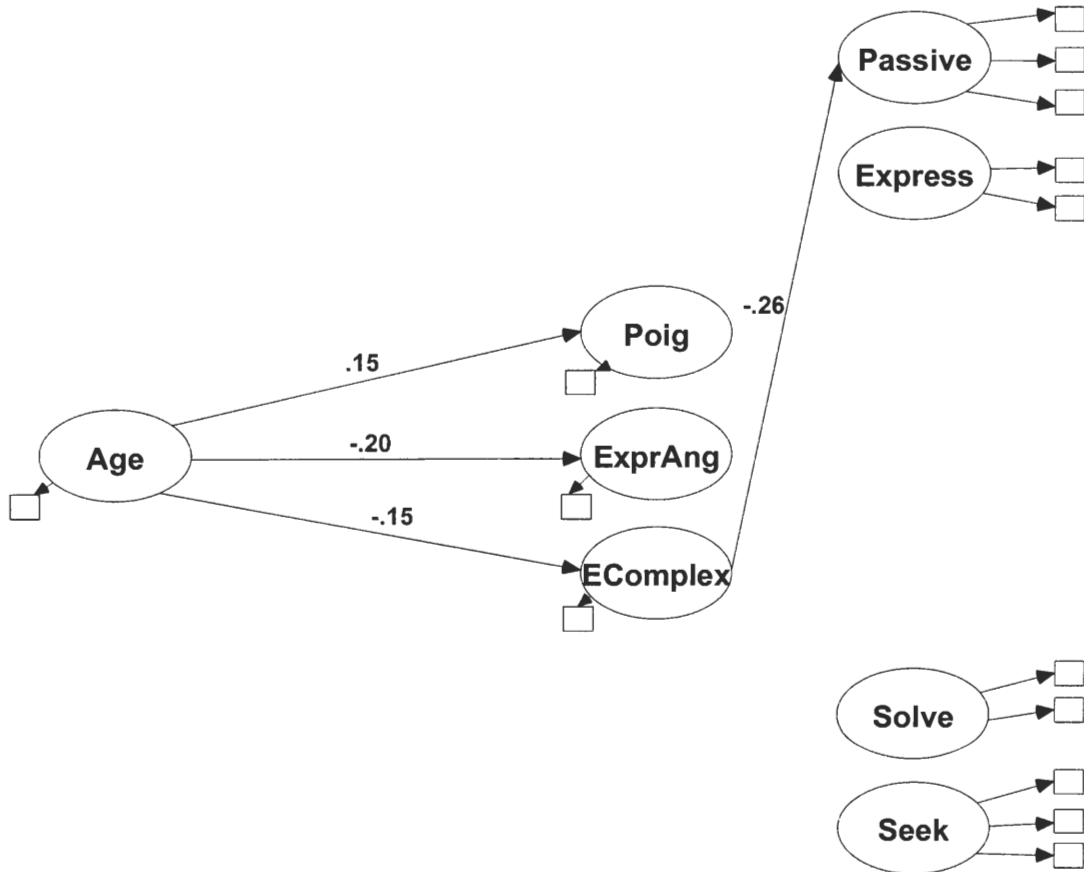 Passive
Express
-.26
Poig
.15
Age
-.20
ExprAng
-.15
EComplex
Solve
Seek